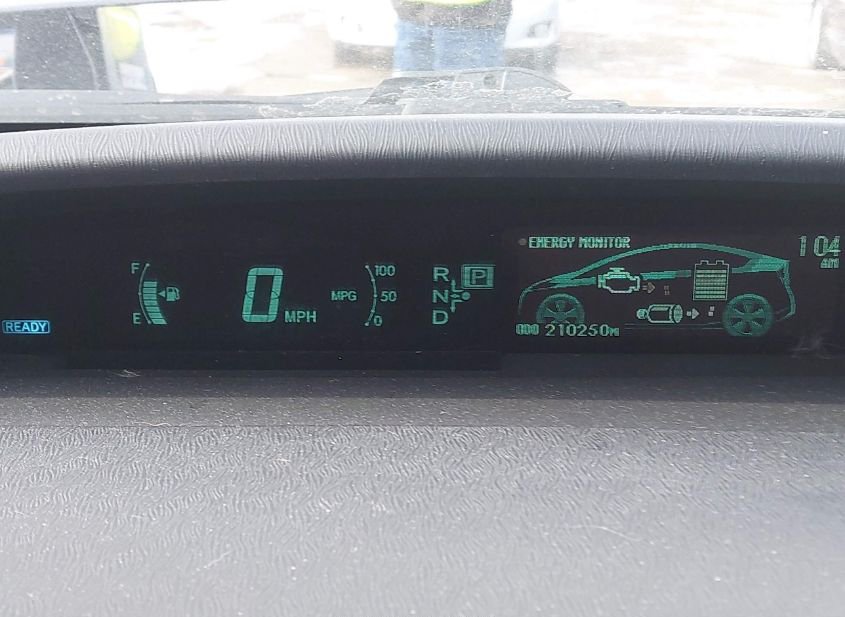 READY
F
E
0 MPH
MPG
100
50
0
R
N
D
P
ENERGY MONITOR
1 04
AM
ODO 210250M